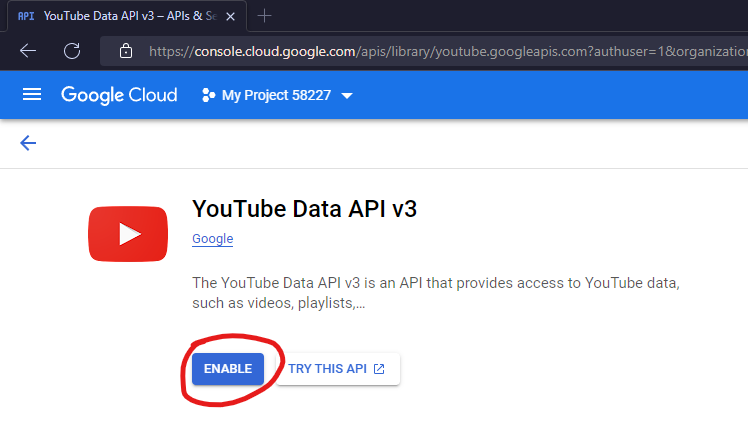 API YouTube Data API v3 – APIs & Se
https://console.cloud.google.com/apis/library/youtube.googleapis.com?authuser=1&organizatio
Google Cloud My Project 58227
YouTube Data API v3
Google
The YouTube Data API v3 is an API that provides access to YouTube data,
such as videos, playlists,...
ENABLE TRY THIS API